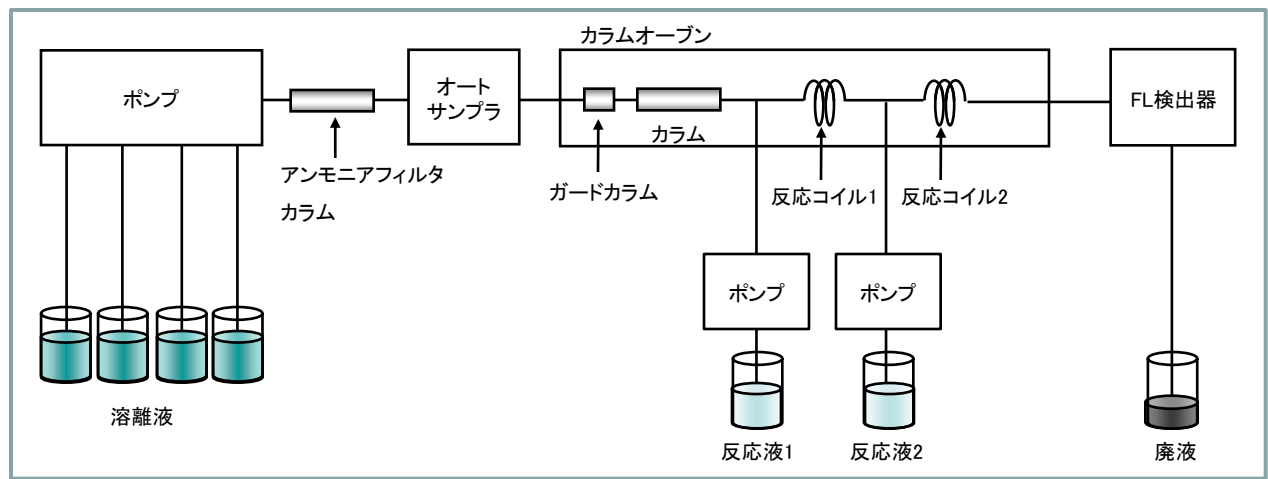 カラムオーブン
ポンプ
オート
サンプラ
FL検出器
カラム
アンモニアフィルタ
カラム
ガードカラム
反応コイル1
反応コイル2
ポンプ
ポンプ
溶離液
反応液1
反応液2
廃液